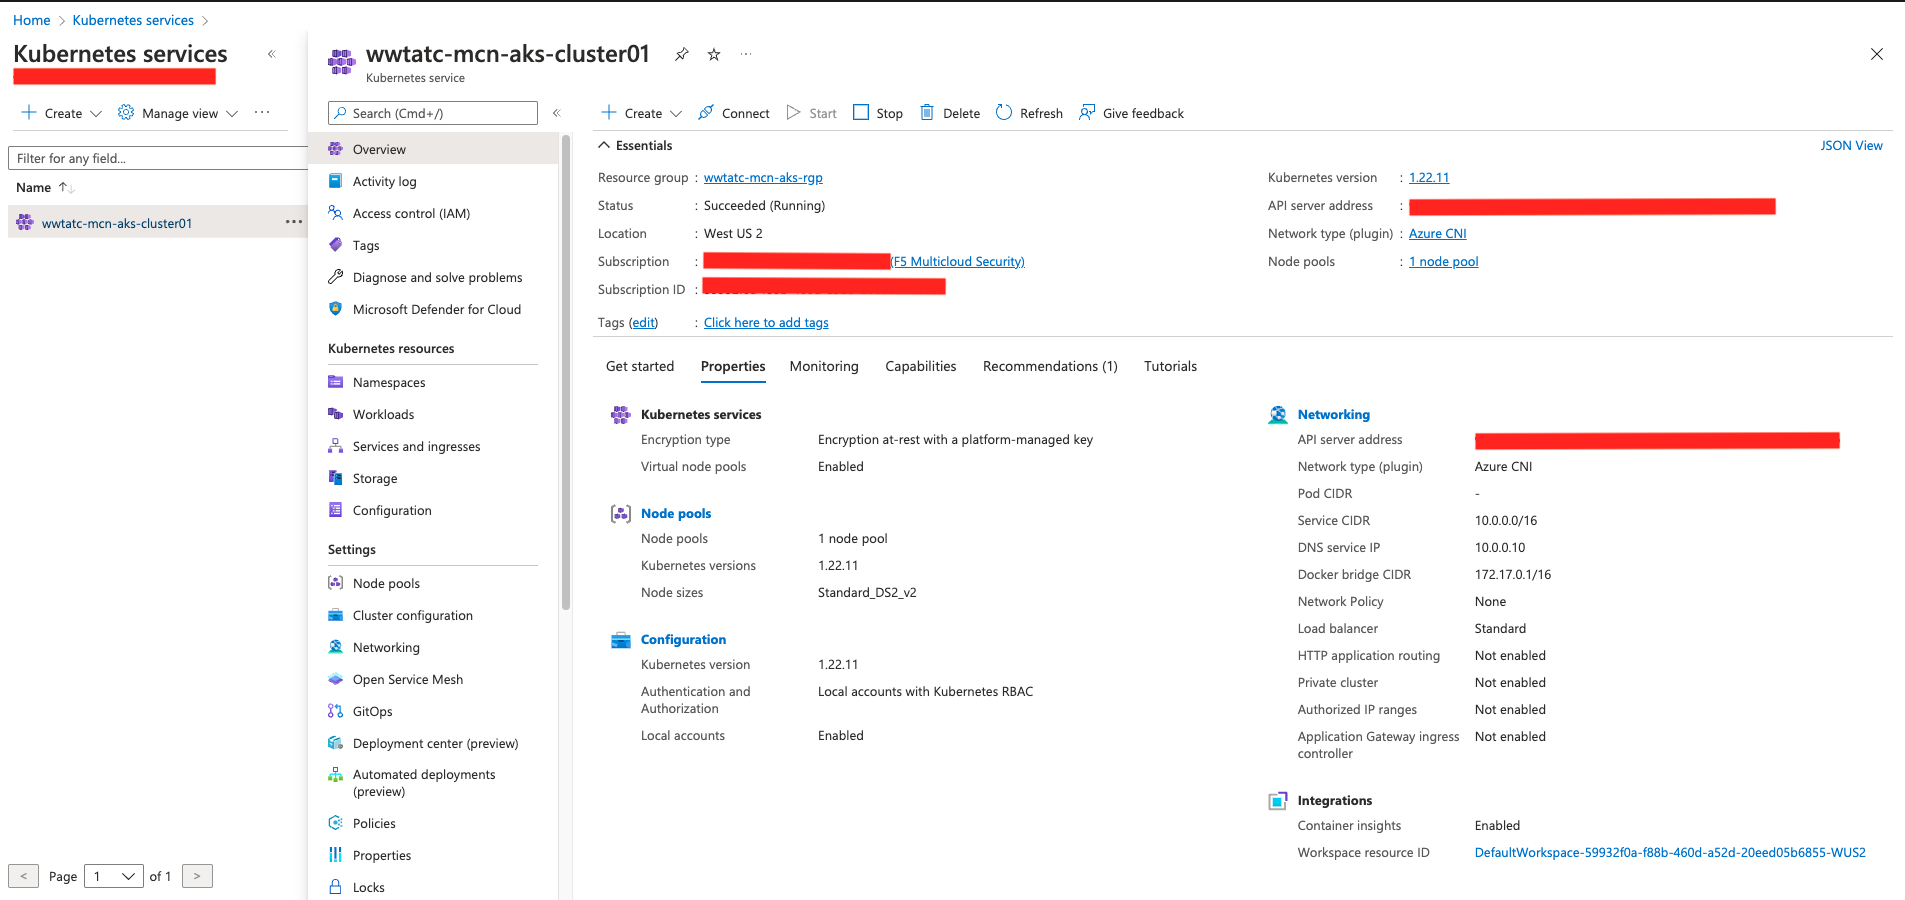 Home > Kubernetes services >
Kubernetes services «
Create Manage view ···
Filter for any field...
Name ↑↓
wwtatc-mcn-aks-cluster01 ···
< Page 1 of 1 >
wwtatc-mcn-aks-cluster01 ···
Kubernetes service
Search (Cmd+/) «
Overview
Activity log
Access control (IAM)
Tags
Diagnose and solve problems
Microsoft Defender for Cloud
Kubernetes resources
Namespaces
Workloads
Services and ingresses
Storage
Configuration
Settings
Node pools
Cluster configuration
Networking
Open Service Mesh
GitOps
Deployment center (preview)
Automated deployments
(preview)
Policies
Properties
Locks
Create Connect Start Stop Delete Refresh Give feedback
Essentials
JSON View
Resource group : wwtatc-mcn-aks-rgp
Status : Succeeded (Running)
Location : West US 2
Subscription : (F5 Multicloud Security)
Subscription ID :
Tags (edit) : Click here to add tags
Kubernetes version : 1.22.11
API server address :
Network type (plugin) : Azure CNI
Node pools : 1 node pool
Get started Properties Monitoring Capabilities Recommendations (1) Tutorials
Kubernetes services
Encryption type Encryption at-rest with a platform-managed key
Virtual node pools Enabled
Node pools
Node pools 1 node pool
Kubernetes versions 1.22.11
Node sizes Standard_DS2_v2
Configuration
Kubernetes version 1.22.11
Authentication and Local accounts with Kubernetes RBAC
Authorization
Local accounts Enabled
Networking
API server address
Network type (plugin) Azure CNI
Pod CIDR -
Service CIDR 10.0.0.0/16
DNS service IP 10.0.0.10
Docker bridge CIDR 172.17.0.1/16
Network Policy None
Load balancer Standard
HTTP application routing Not enabled
Private cluster Not enabled
Authorized IP ranges Not enabled
Application Gateway ingress Not enabled
controller
Integrations
Container insights Enabled
Workspace resource ID DefaultWorkspace-59932f0a-f88b-460d-a52d-20eed05b6855-WUS2